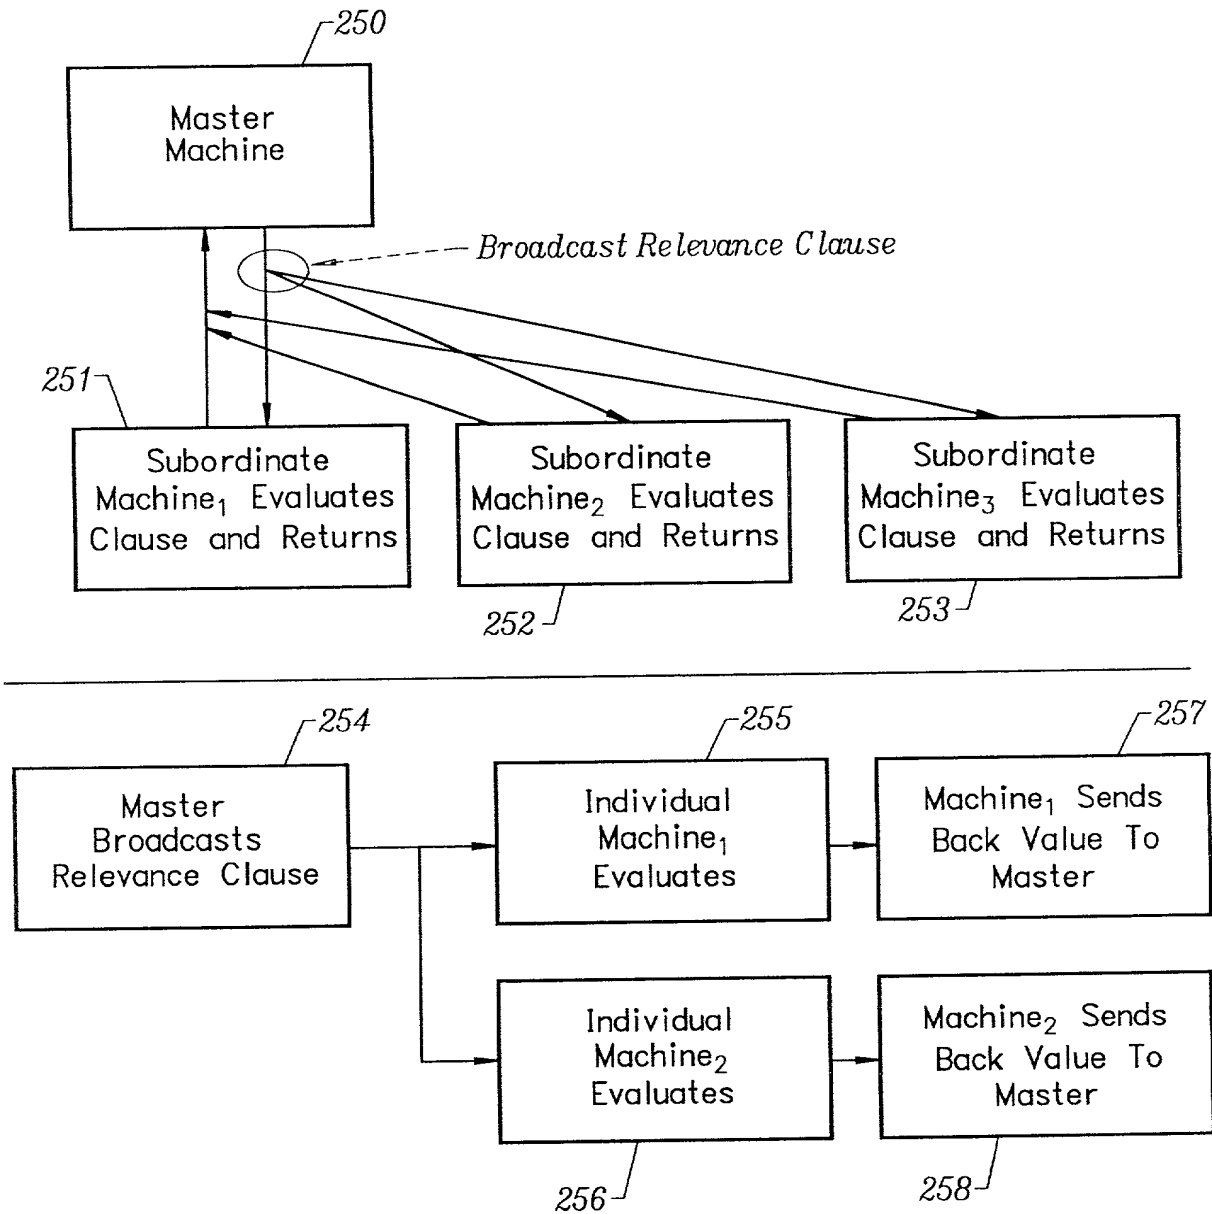 250
Master
Machine
Broadcast Relevance Clause
251
Subordinate
Machine₁ Evaluates
Clause and Returns
Subordinate
Machine₂ Evaluates
Clause and Returns
Subordinate
Machine₃ Evaluates
Clause and Returns
252
253
254
255
257
Master
Broadcasts
Relevance Clause
Individual
Machine₁
Evaluates
Machine₁ Sends
Back Value To
Master
Individual
Machine₂
Evaluates
Machine₂ Sends
Back Value To
Master
256
258